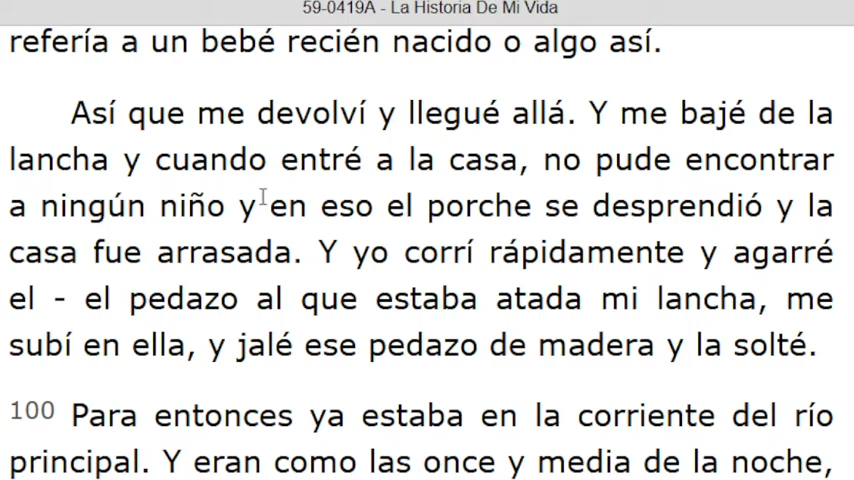 59-0419A - La Historia De Mi Vida
refería a un bebé recién nacido o algo así.
Así que me devolví y llegué allá. Y me bajé de la
lancha y cuando entré a la casa, no pude encontrar
a ningún niño y en eso el porche se desprendió y la
casa fue arrasada. Y yo corrí rápidamente y agarré
el - el pedazo al que estaba atada mi lancha, me
subí en ella, y jalé ese pedazo de madera y la solté.
100 Para entonces ya estaba en la corriente del río
principal. Y eran como las once y media de la noche,